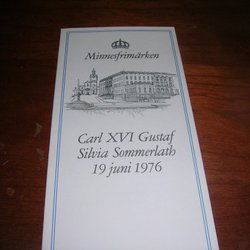 Minnesfrimärken
Carl XVI Gustaf
Silvia Sommerlath
19 juni 1976